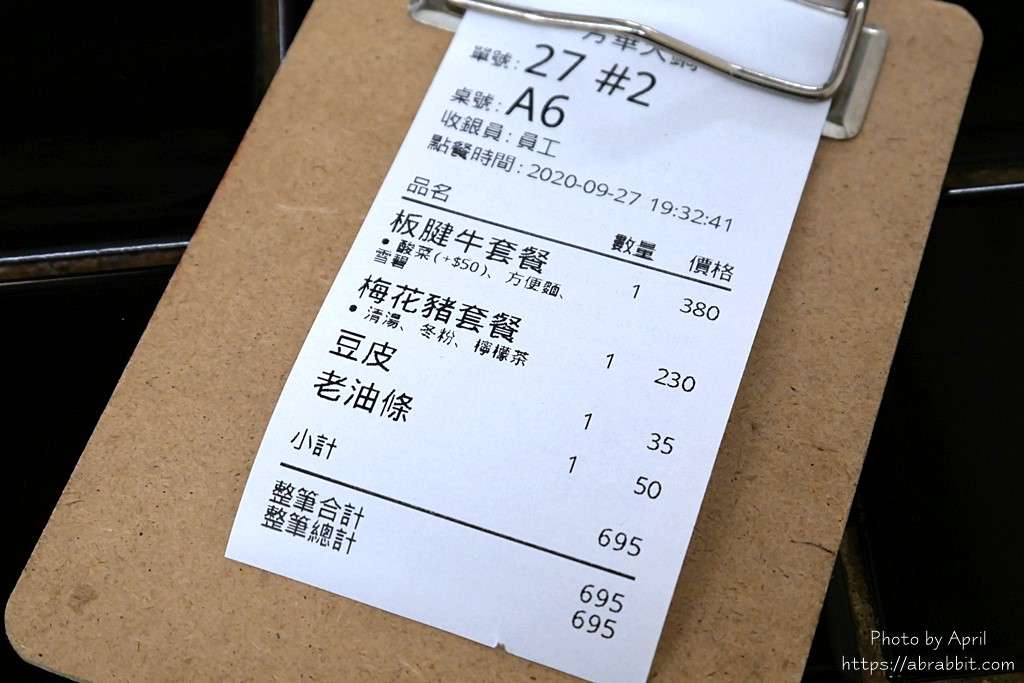 單號: 27 #2
桌號: A6
收銀員: 員工
點餐時間: 2020-09-27 19:32:41
品名 數量 價格
板腱牛套餐 1 380
• 酸菜(+$50)、方便麵、
雪碧
梅花豬套餐 1 230
• 清湯、冬粉、檸檬茶
豆皮 1 35
老油條 1 50
小計 695
整筆合計 695
整筆總計 695
Photo by April
https://abrabbit.com